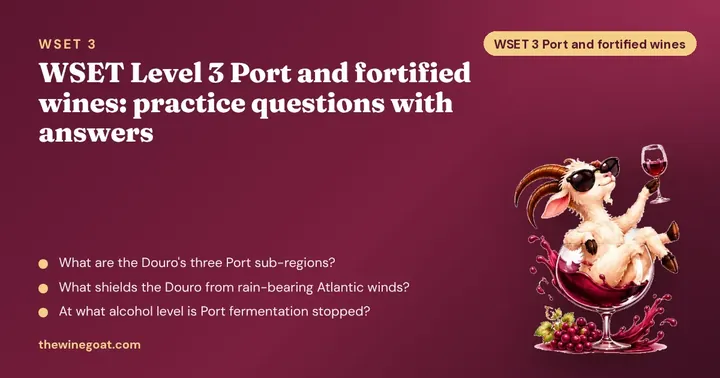 WSET 3
WSET 3 Port and fortified wines
WSET Level 3 Port and fortified
wines: practice questions with
answers
What are the Douro's three Port sub-regions?
What shields the Douro from rain-bearing Atlantic winds?
At what alcohol level is Port fermentation stopped?
thewinegoat.com